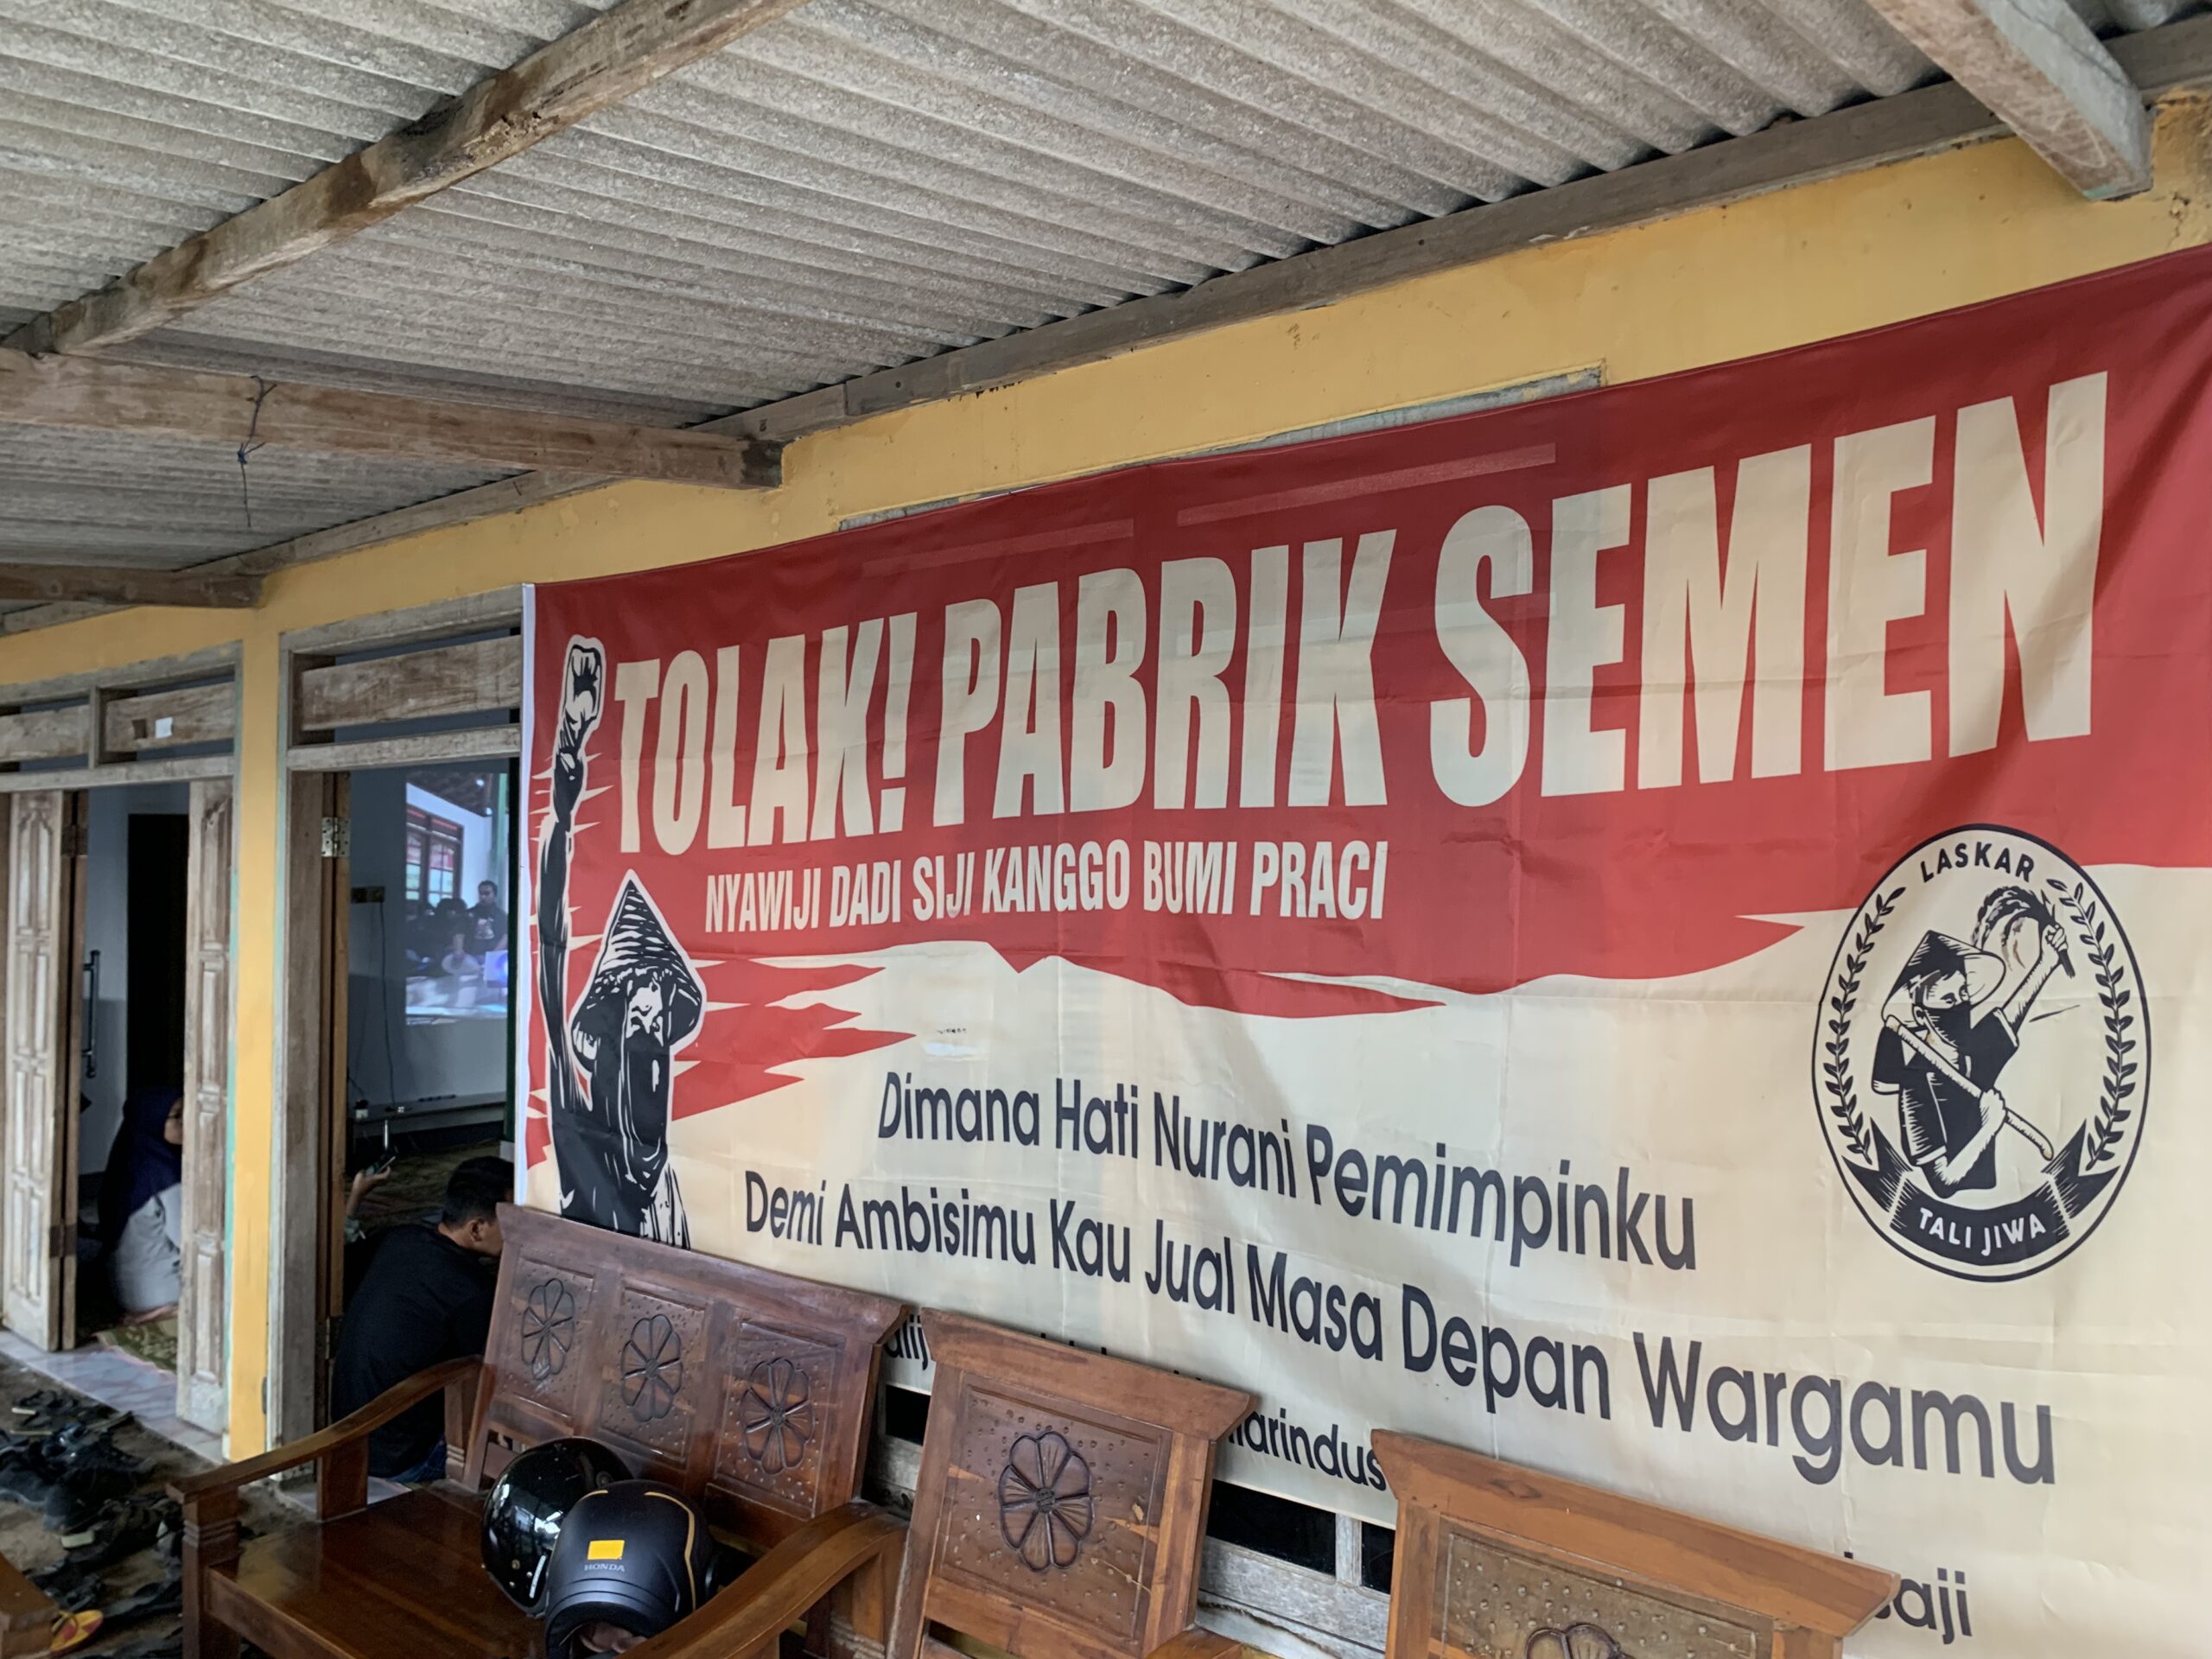 TOLAK! PABRIK SEMEN
NYAWIJI DADI SIJI KANGGO BUMI PRACI
LASKAR
TALI JIWA
Dimana Hati Nurani Pemimpinku
Demi Ambisimu Kau Jual Masa Depan Wargamu
HONDA